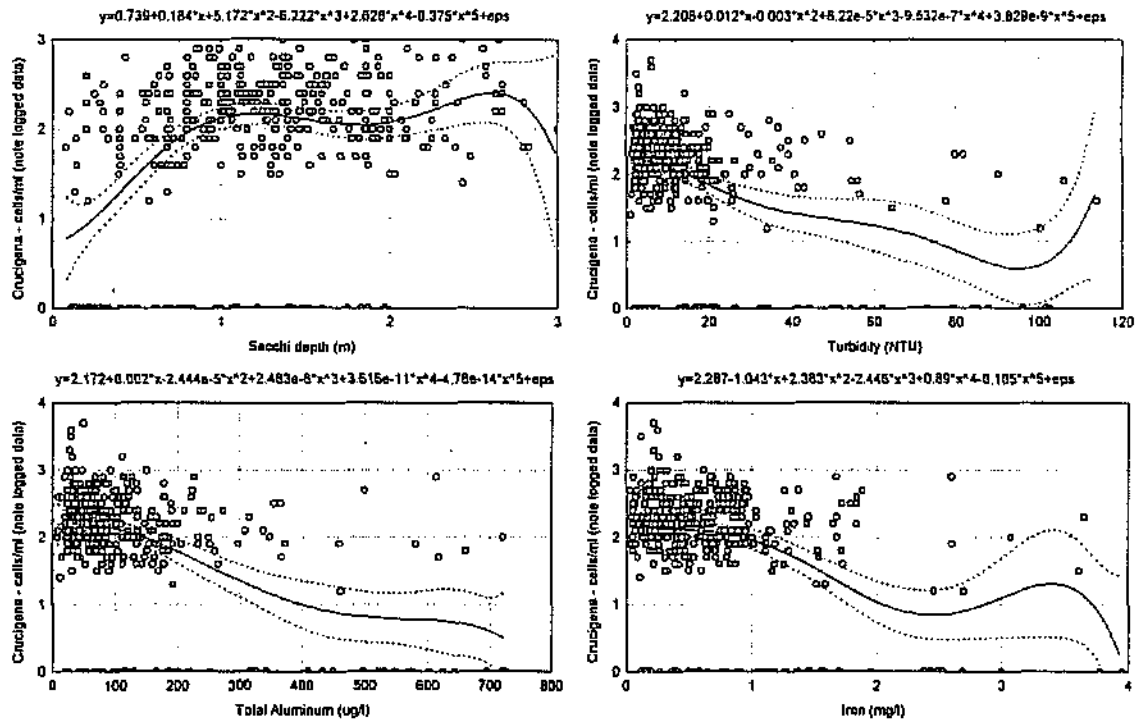 y=0.739+0.184*x+5.172*x^2-6.222*x^3+2.626*x^4-0.375*x^5+eps
Crucigena - cells/ml (note logged data)
3
2
1
0
0 1 2 3
Secchi depth (m)
y=2.206+0.012*x-0.003*x^2+6.22e-5*x^3-9.532e-7*x^4+3.829e-9*x^5+eps
Crucigena - cells/ml (note logged data)
4
3
2
1
0
0 20 40 60 80 100 120
Turbidity (NTU)
y=2.172+0.002*x-2.444e-5*x^2+2.483e-8*x^3+3.516e-11*x^4-4.78e-14*x^5+eps
Crucigena - cells/ml (note logged data)
4
3
2
1
0
0 100 200 300 400 500 600 700 800
Total Aluminum (ug/l)
y=2.287-1.043*x+2.383*x^2-2.446*x^3+0.89*x^4-0.105*x^5+eps
Crucigena - cells/ml (note logged data)
4
3
2
1
0
0 1 2 3 4
Iron (mg/l)